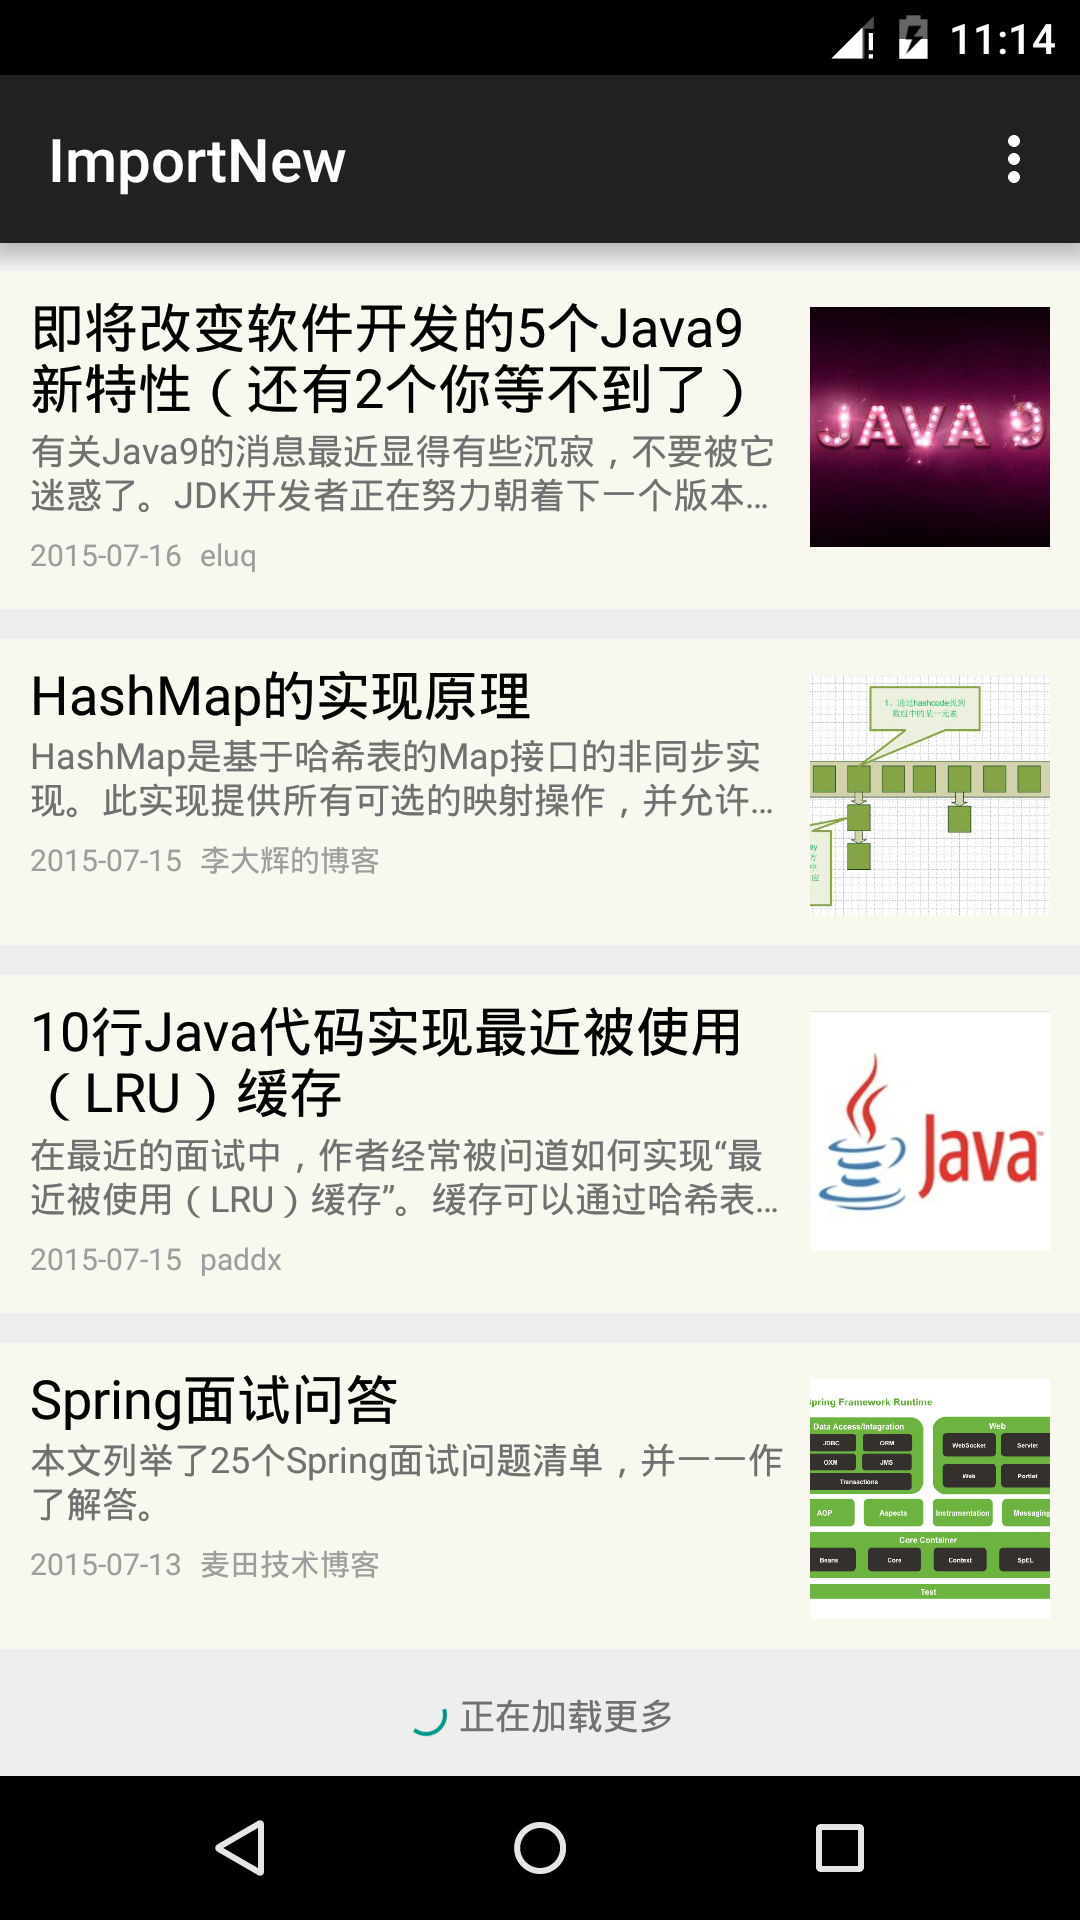 11:14
ImportNew
即将改变软件开发的5个Java9
新特性（还有2个你等不到了）
有关Java9的消息最近显得有些沉寂，不要被它
迷惑了。JDK开发者正在努力朝着下一个版本...
2015-07-16 eluq
JAVA 9
HashMap的实现原理
HashMap是基于哈希表的Map接口的非同步实
现。此实现提供所有可选的映射操作，并允许...
2015-07-15 李大辉的博客
1、通过hashcode找到
数组中的某一元素
10行Java代码实现最近被使用
（LRU）缓存
在最近的面试中，作者经常被问道如何实现“最
近被使用（LRU）缓存”。缓存可以通过哈希表...
2015-07-15 paddx
Java™
Spring面试问答
本文列举了25个Spring面试问题清单，并一一作
了解答。
2015-07-13 麦田技术博客
Spring Framework Runtime
Data Access/Integration
Web
JDBC ORM
WebSocket Servlet
OXM JMS
Transactions
Web Portlet
AOP Aspects Instrumentation Messaging
Core Container
Beans Core Context SpEL
Test
正在加载更多